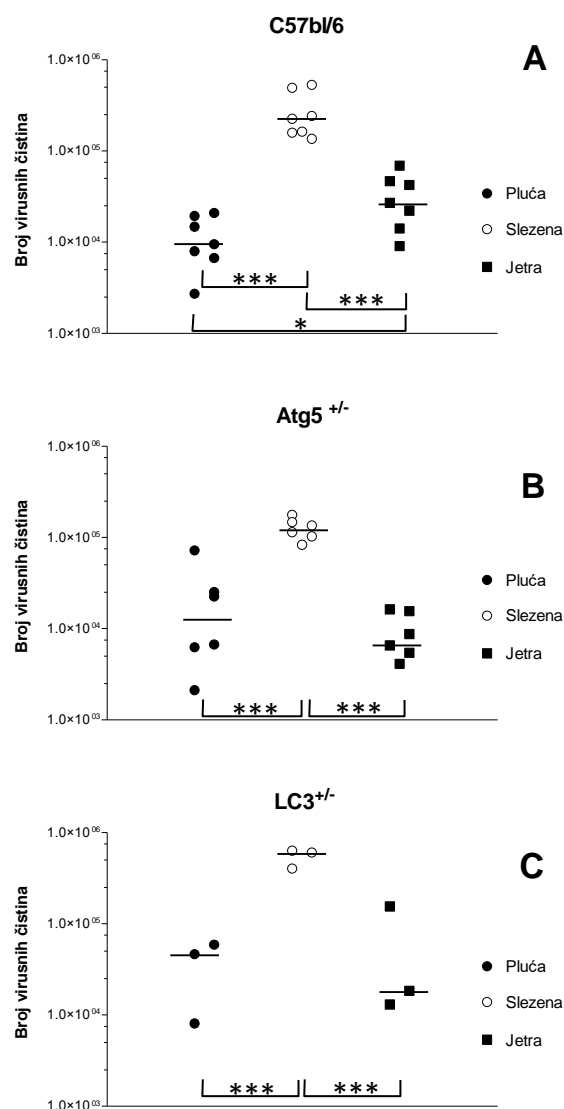 C57bl/6
A
Broj virusnih čistina
1.0×10⁰⁶
1.0×10⁰⁵
1.0×10⁰⁴
1.0×10⁰³
Pluća
Slezena
Jetra
***
***
*
Atg5 +/-
B
Broj virusnih čistina
1.0×10⁰⁶
1.0×10⁰⁵
1.0×10⁰⁴
1.0×10⁰³
Pluća
Slezena
Jetra
***
***
LC3+/-
C
Broj virusnih čistina
1.0×10⁰⁶
1.0×10⁰⁵
1.0×10⁰⁴
1.0×10⁰³
Pluća
Slezena
Jetra
***
***